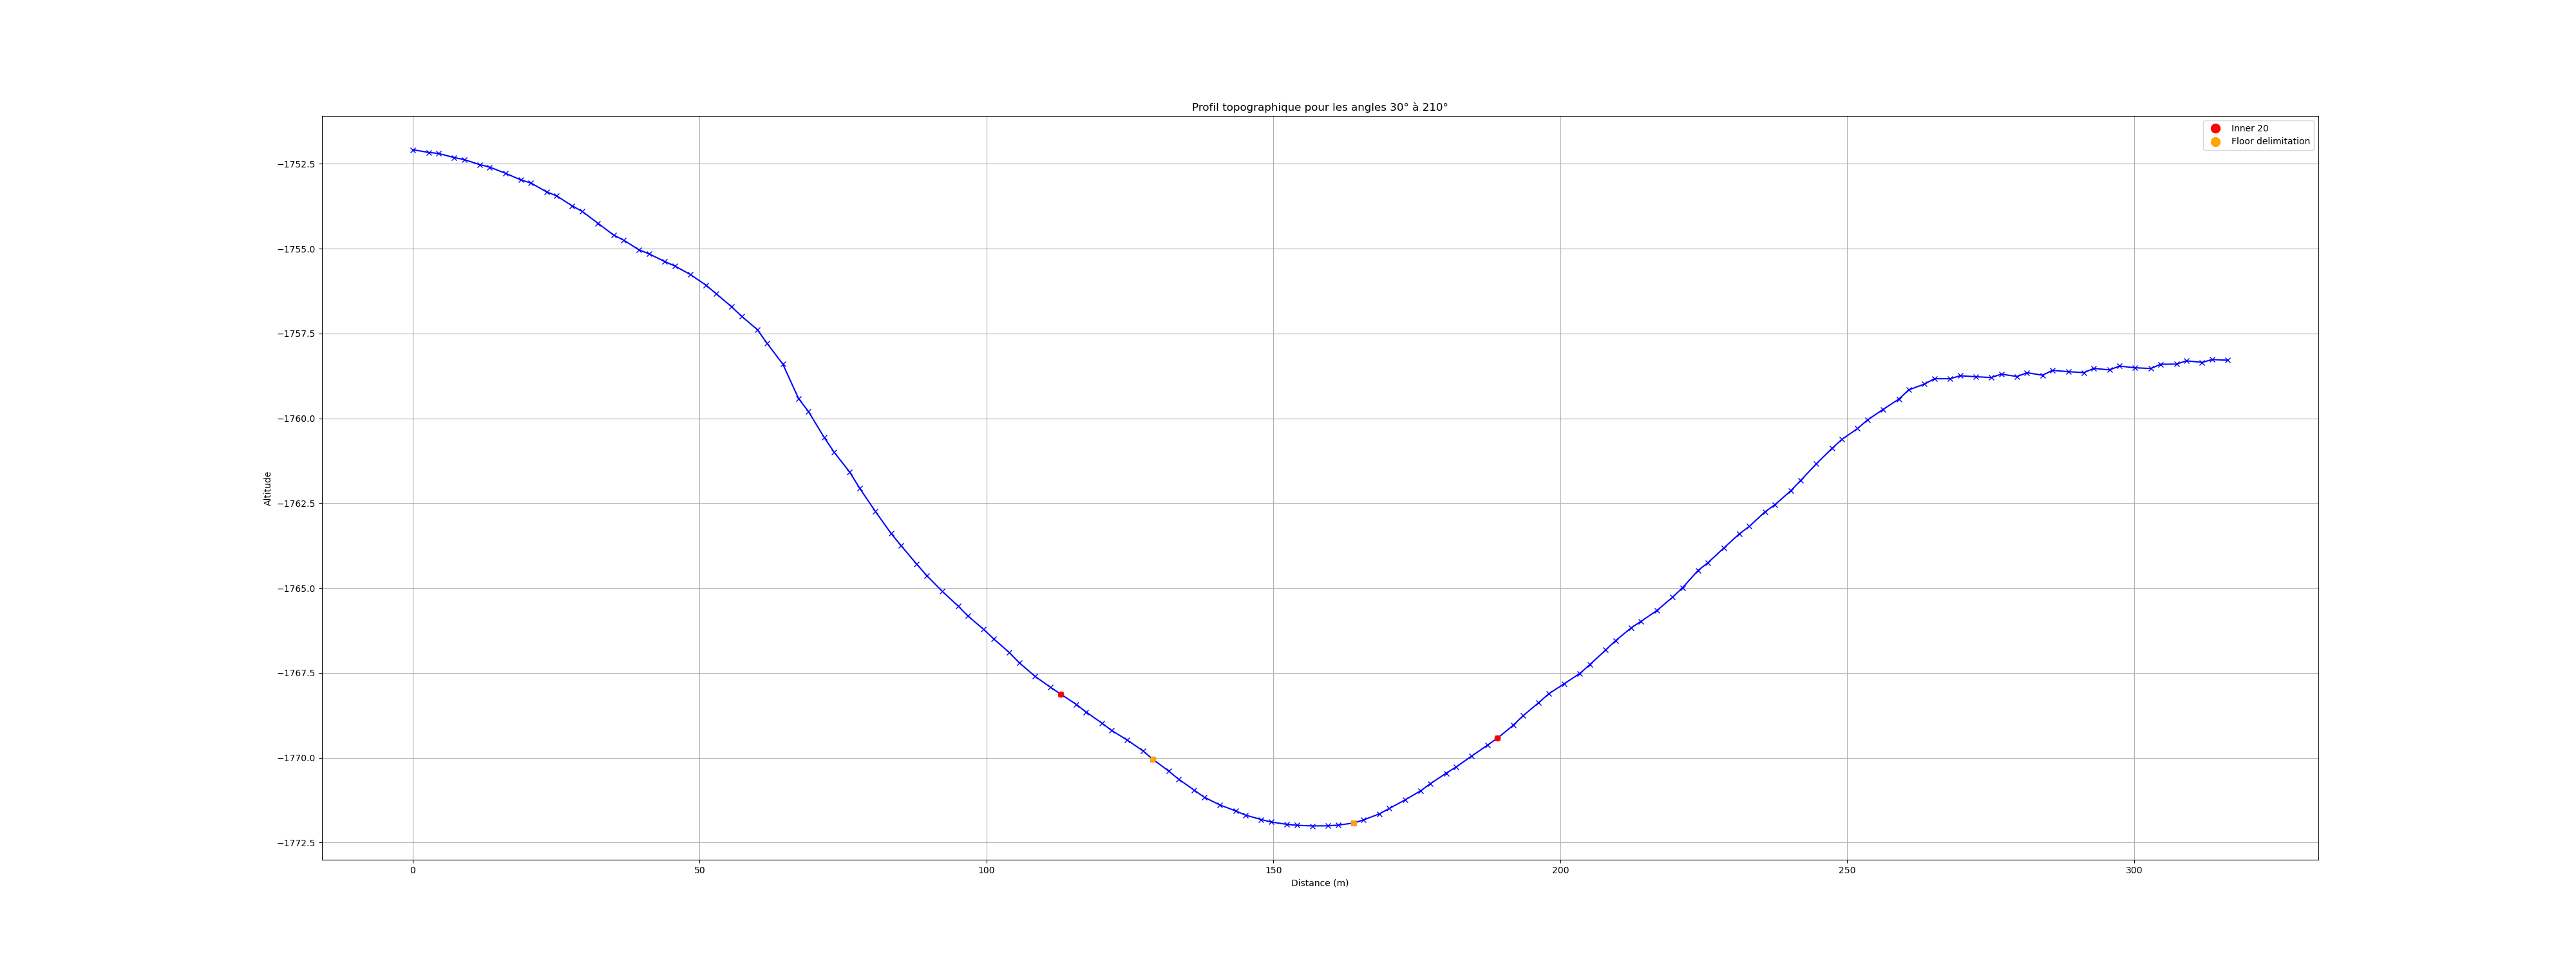 Profil topographique pour les angles 30° à 210°
Inner 20
Floor delimitation
−1752.5
−1755.0
−1757.5
−1760.0
−1762.5
−1765.0
−1767.5
−1770.0
−1772.5
Altitude
0 50 100 150 200 250 300
Distance (m)